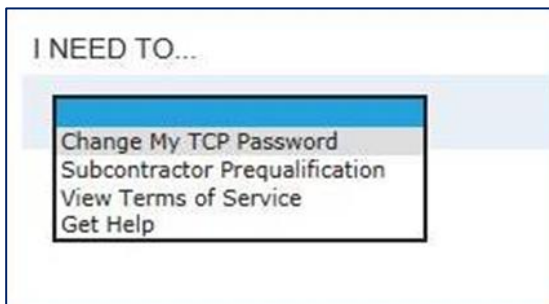 I NEED TO...
Change My TCP Password
Subcontractor Prequalification
View Terms of Service
Get Help